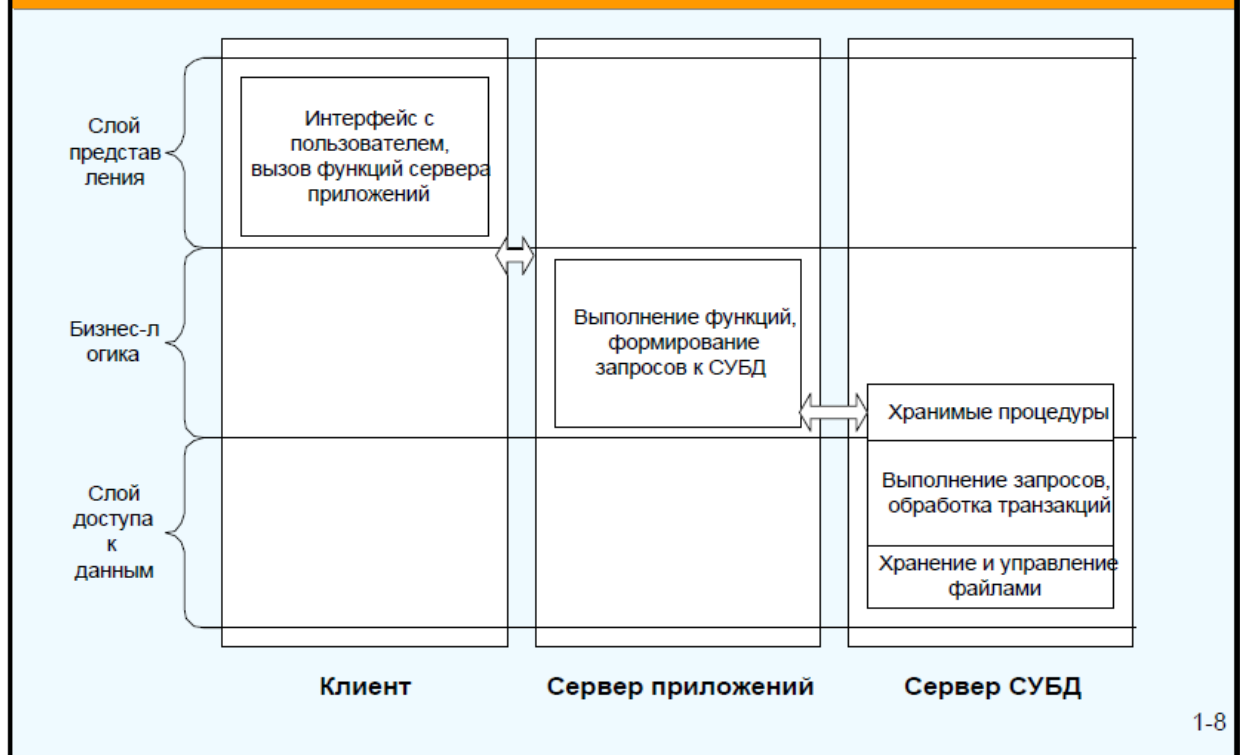 Слой
представ
ления
Интерфейс с
пользователем,
вызов функций сервера
приложений
Бизнес-л
огика
Выполнение функций,
формирование
запросов к СУБД
Хранимые процедуры
Слой
доступа
к
данным
Выполнение запросов,
обработка транзакций
Хранение и управление
файлами
Клиент
Сервер приложений
Сервер СУБД
1-8